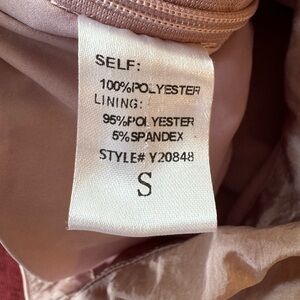 SELF:
100%POLYESTER
LINING:
95%POLYESTER
5%SPANDEX
STYLE# Y20848
S